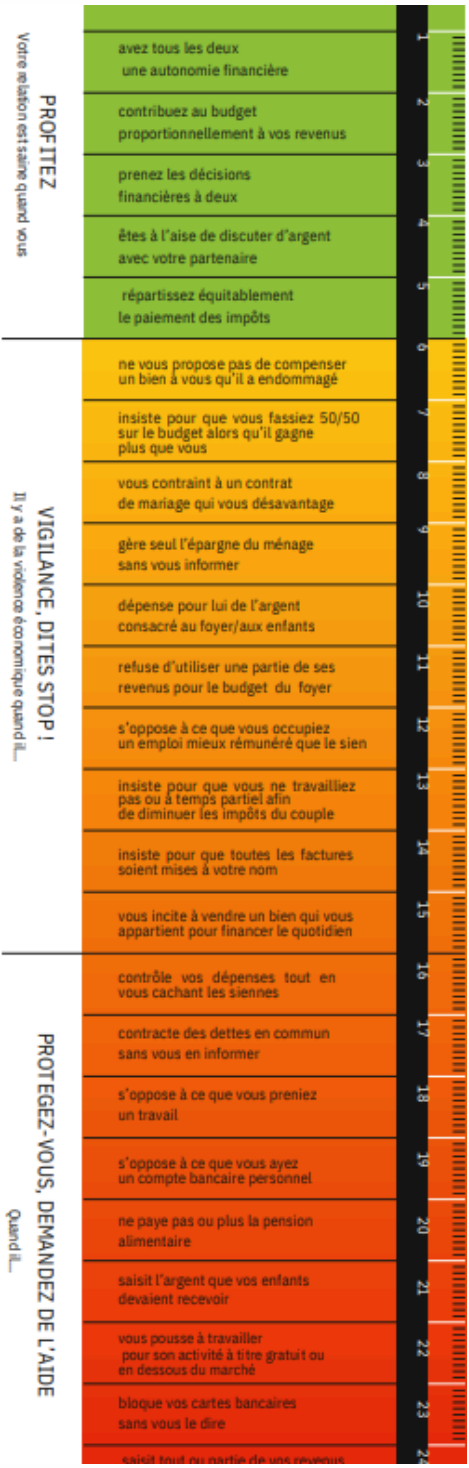 PROFITEZ
Votre relation est saine quand vous
1
avez tous les deux
une autonomie financière
2
contribuez au budget
proportionnellement à vos revenus
3
prenez les décisions
financières à deux
4
êtes à l'aise de discuter d'argent
avec votre partenaire
5
répartissez équitablement
le paiement des impôts
VIGILANCE, DITES STOP !
Il y a de la violence économique quand il...
6
ne vous propose pas de compenser
un bien à vous qu'il a endommagé
7
insiste pour que vous fassiez 50/50
sur le budget alors qu'il gagne
plus que vous
8
vous contraint à un contrat
de mariage qui vous désavantage
9
gère seul l'épargne du ménage
sans vous informer
10
dépense pour lui de l'argent
consacré au foyer/aux enfants
11
refuse d'utiliser une partie de ses
revenus pour le budget du foyer
12
s'oppose à ce que vous occupiez
un emploi mieux rémunéré que le sien
13
insiste pour que vous ne travailliez
pas ou à temps partiel afin
de diminuer les impôts du couple
14
insiste pour que toutes les factures
soient mises à votre nom
15
vous incite à vendre un bien qui vous
appartient pour financer le quotidien
PROTEGEZ-VOUS, DEMANDEZ DE L'AIDE
Quand il...
16
contrôle vos dépenses tout en
vous cachant les siennes
17
contracte des dettes en commun
sans vous en informer
18
s'oppose à ce que vous preniez
un travail
19
s'oppose à ce que vous ayez
un compte bancaire personnel
20
ne paye pas ou plus la pension
alimentaire
21
saisit l'argent que vos enfants
devaient recevoir
22
vous pousse à travailler
pour son activité à titre gratuit ou
en dessous du marché
23
bloque vos cartes bancaires
sans vous le dire
24
saisit tout ou partie de vos revenus